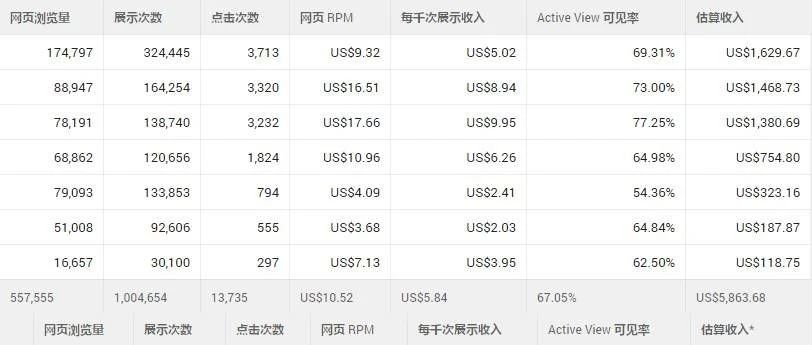 网页浏览量 展示次数 点击次数 网页 RPM 每千次展示收入 Active View 可见率 估算收入
174,797 324,445 3,713 US$9.32 US$5.02 69.31% US$1,629.67
88,947 164,254 3,320 US$16.51 US$8.94 73.00% US$1,468.73
78,191 138,740 3,232 US$17.66 US$9.95 77.25% US$1,380.69
68,862 120,656 1,824 US$10.96 US$6.26 64.98% US$754.80
79,093 133,853 794 US$4.09 US$2.41 54.36% US$323.16
51,008 92,606 555 US$3.68 US$2.03 64.84% US$187.87
16,657 30,100 297 US$7.13 US$3.95 62.50% US$118.75
557,555 1,004,654 13,735 US$10.52 US$5.84 67.05% US$5,863.68
网页浏览量 展示次数 点击次数 网页 RPM 每千次展示收入 Active View 可见率 估算收入*